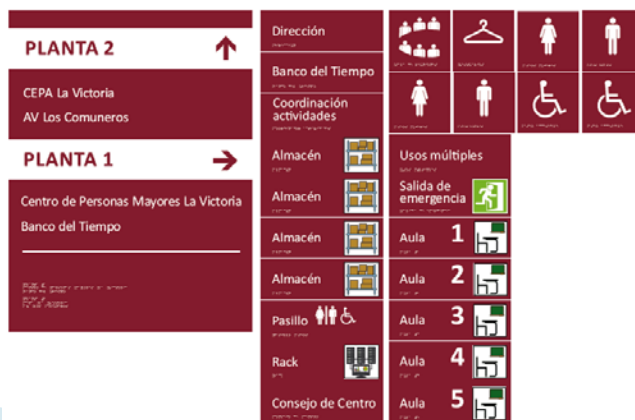 PLANTA 2
CEPA La Victoria
AV Los Comuneros
PLANTA 1
Centro de Personas Mayores La Victoria
Banco del Tiempo
Dirección
Banco del Tiempo
Coordinación
actividades
Almacén
Almacén
Almacén
Almacén
Pasillo
Rack
Consejo de Centro
Usos múltiples
Salida de
emergencia
Aula 1
Aula 2
Aula 3
Aula 4
Aula 5